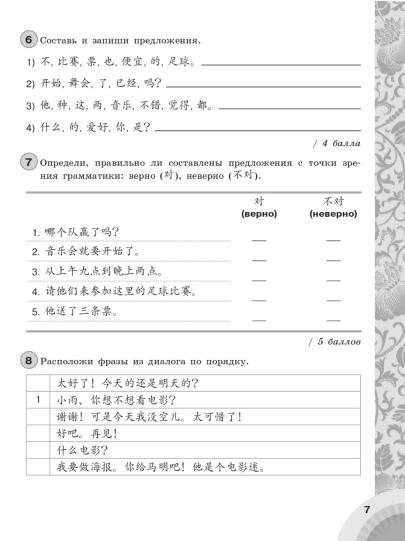 6 Составь и запиши предложения.
1) 不, 比赛, 票, 也, 便宜, 的, 足球。
2) 开始, 舞会, 了, 已经, 吗?
3) 他, 种, 这, 两, 音乐, 不错, 觉得, 都。
4) 什么, 的, 爱好, 你, 是?
/ 4 балла
7 Определи, правильно ли составлены предложения с точки зре-
ния грамматики: верно (对), неверно (不对).
对 不对
(верно) (неверно)
1. 哪个队赢了吗?
2. 音乐会就要开始了。
3. 从上午九点到晚上两点。
4. 请他们来参加这里的足球比赛。
5. 他送了三条票。
/ 5 баллов
8 Расположи фразы из диалога по порядку.
太好了! 今天的还是明天的?
1 小雨、你想不想看电影?
谢谢! 可是今天我没空儿。太可惜了!
好吧。再见!
什么电影?
我要做海报。你给马明吧! 他是个电影迷。
7